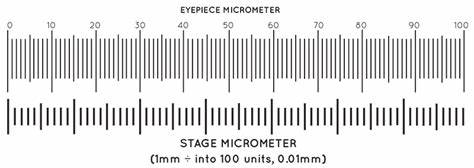 EYEPIECE MICROMETER
0 10 20 30 40 50 60 70 80 90 100
STAGE MICROMETER
(1mm ÷ into 100 units, 0.01mm)